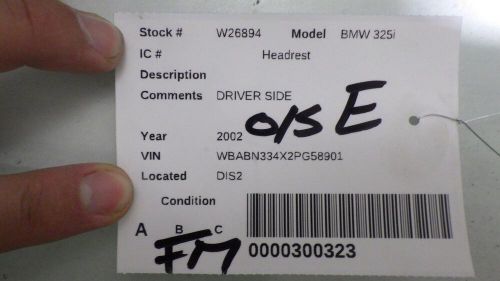 Stock # W26894 Model BMW 325i
IC # Headrest
Description
Comments DRIVER SIDE
O/S E
Year 2002
VIN WBABN334X2PG58901
Located DIS2
Condition
A B C
FM
0000300323